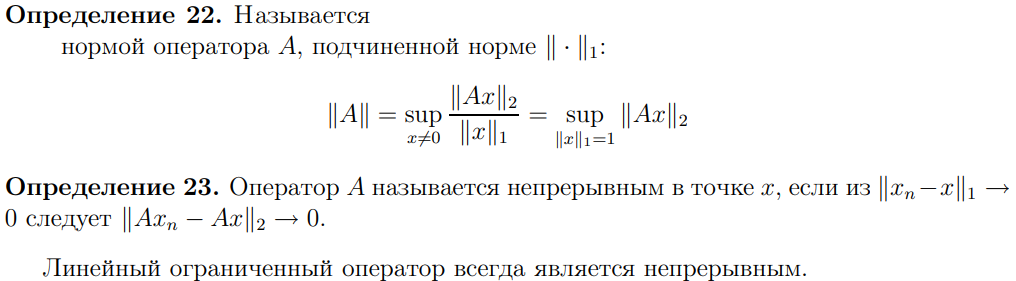 Определение 22. Называется
нормой оператора A, подчиненной норме ‖ · ‖₁:
‖A‖ = sup_{x≠0} ‖Ax‖₂ / ‖x‖₁ = sup_{‖x‖₁=1} ‖Ax‖₂
Определение 23. Оператор A называется непрерывным в точке x, если из ‖xₙ−x‖₁ →
0 следует ‖Axₙ − Ax‖₂ → 0.
Линейный ограниченный оператор всегда является непрерывным.